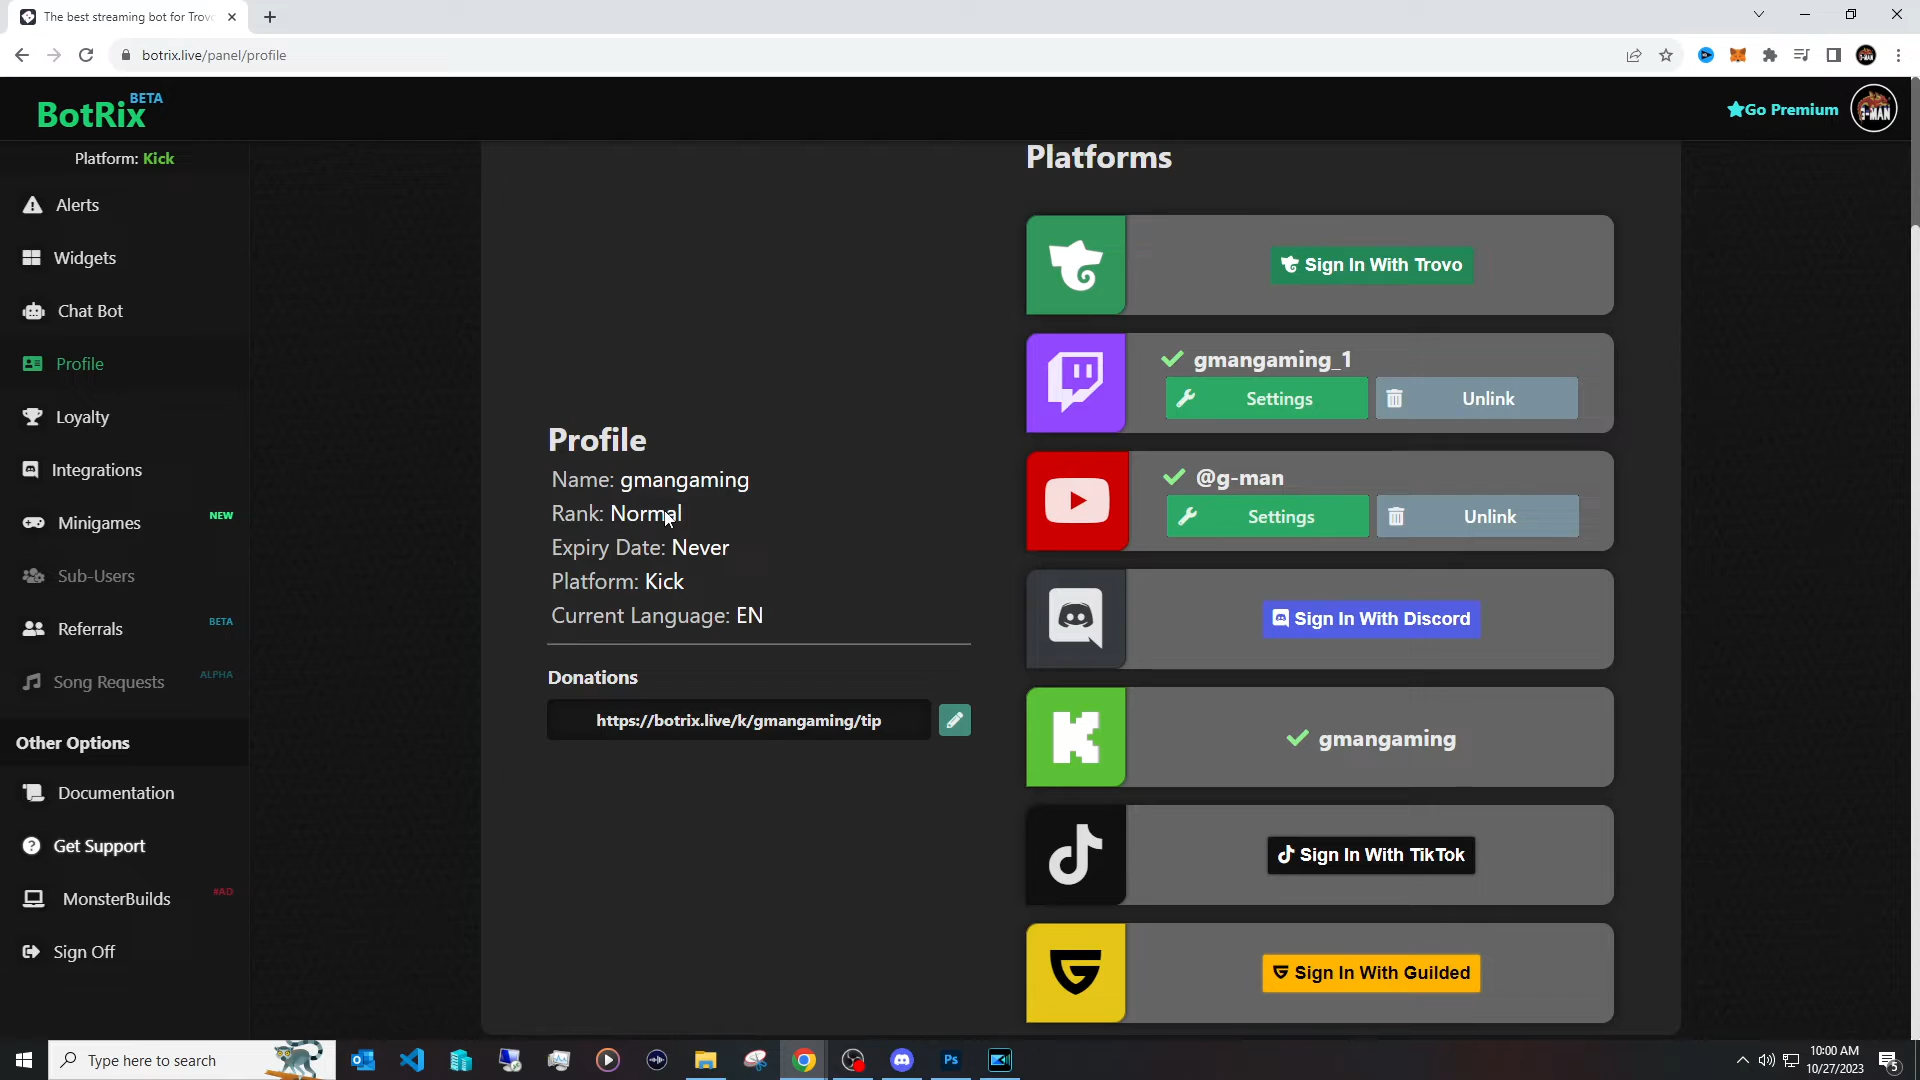 The best streaming bot for Trov
botrix.live/panel/profile
BotRix BETA
Go Premium
G-MAN
Platform: Kick
Alerts
Widgets
Chat Bot
Profile
Loyalty
Integrations
Minigames NEW
Sub-Users
Referrals BETA
Song Requests ALPHA
Other Options
Documentation
Get Support
MonsterBuilds #AD
Sign Off
Profile
Name: gmangaming
Rank: Normal
Expiry Date: Never
Platform: Kick
Current Language: EN
Donations
https://botrix.live/k/gmangaming/tip
Platforms
Sign In With Trovo
gmangaming_1
Settings Unlink
@g-man
Settings Unlink
Sign In With Discord
gmangaming
Sign In With TikTok
Sign In With Guilded
Type here to search
Ps
10:00 AM
10/27/2023
5